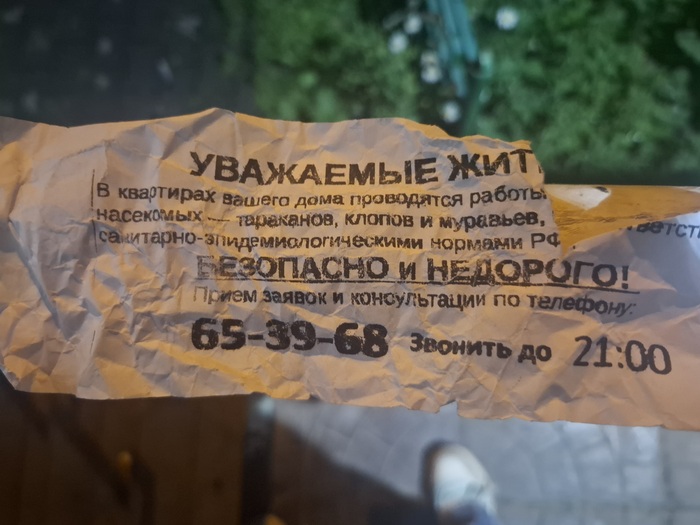 УВАЖАЕМЫЕ ЖИТ
В квартирах вашего дома проводятся работы
насекомых — тараканов, клопов и муравьев,
санитарно-эпидемиологическими нормами РФ
БЕЗОПАСНО и НЕДОРОГО!
Прием заявок и консультации по телефону:
65-39-68 Звонить до 21:00